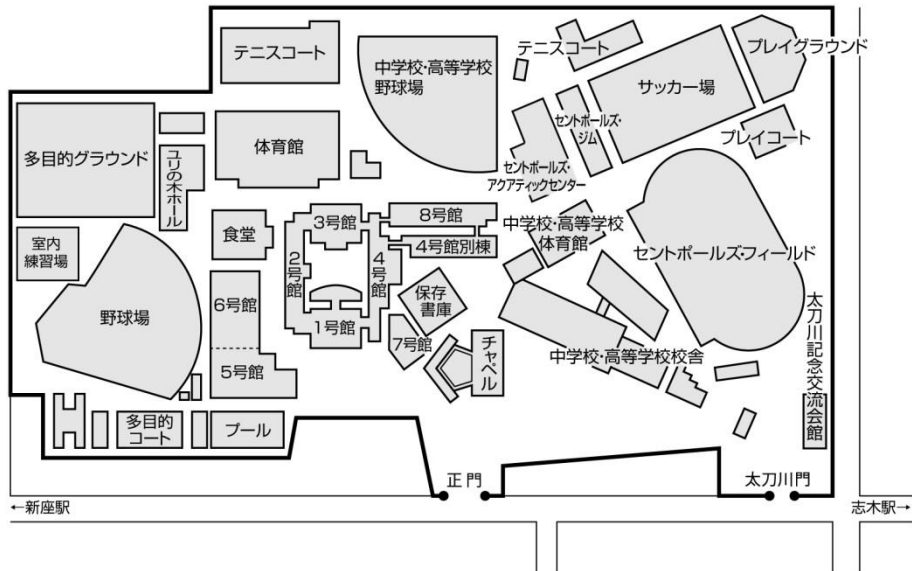 テニスコート
中学校・高等学校
野球場
テニスコート
プレイグラウンド
サッカー場
多目的グラウンド
ユリの木ホール
体育館
セントポールズ・
ジム
プレイコート
セントポールズ・
アクアティックセンター
室内
練習場
食堂
3号館
8号館
中学校・高等学校
体育館
4号館別棟
セントポールズ・フィールド
2号館
4号館
野球場
6号館
保存
書庫
1号館
7号館
チャペル
中学校・高等学校校舎
5号館
太刀川記念交流会館
多目的
コート
プール
正門
太刀川門
←新座駅
志木駅→